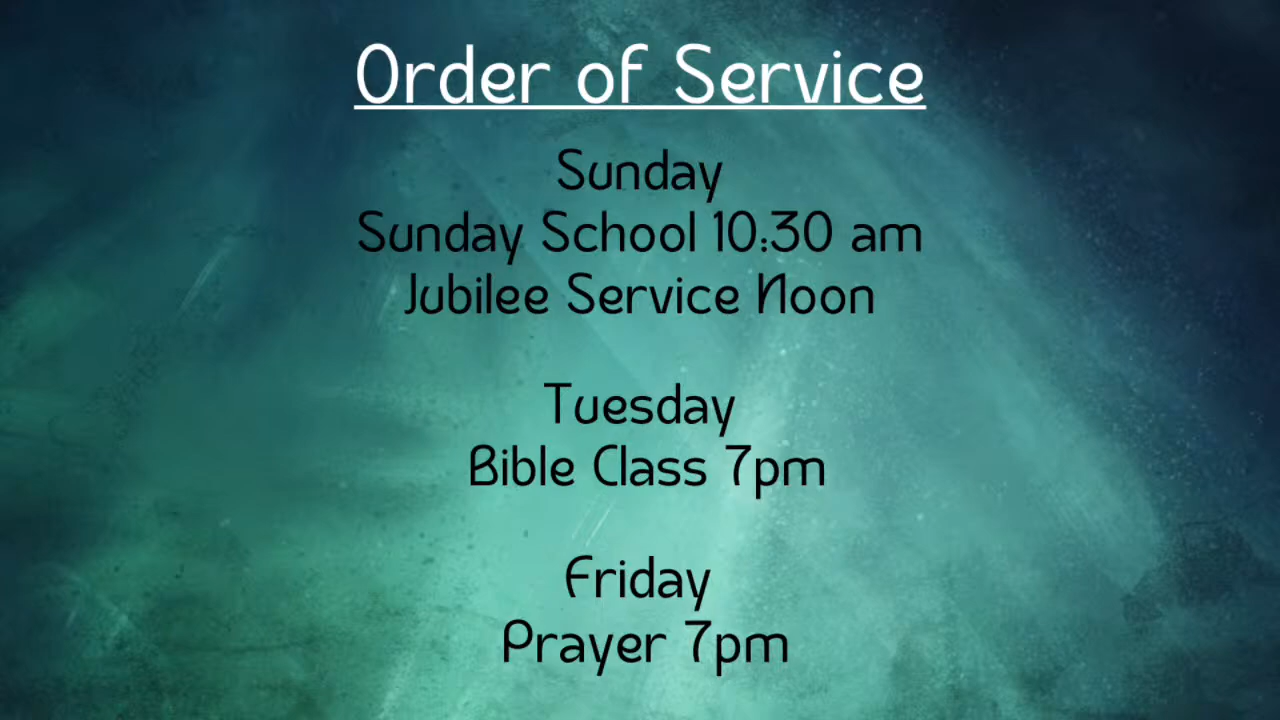 Order of Service
Sunday
Sunday School 10:30 am
Jubilee Service Noon
Tuesday
Bible Class 7pm
Friday
Prayer 7pm